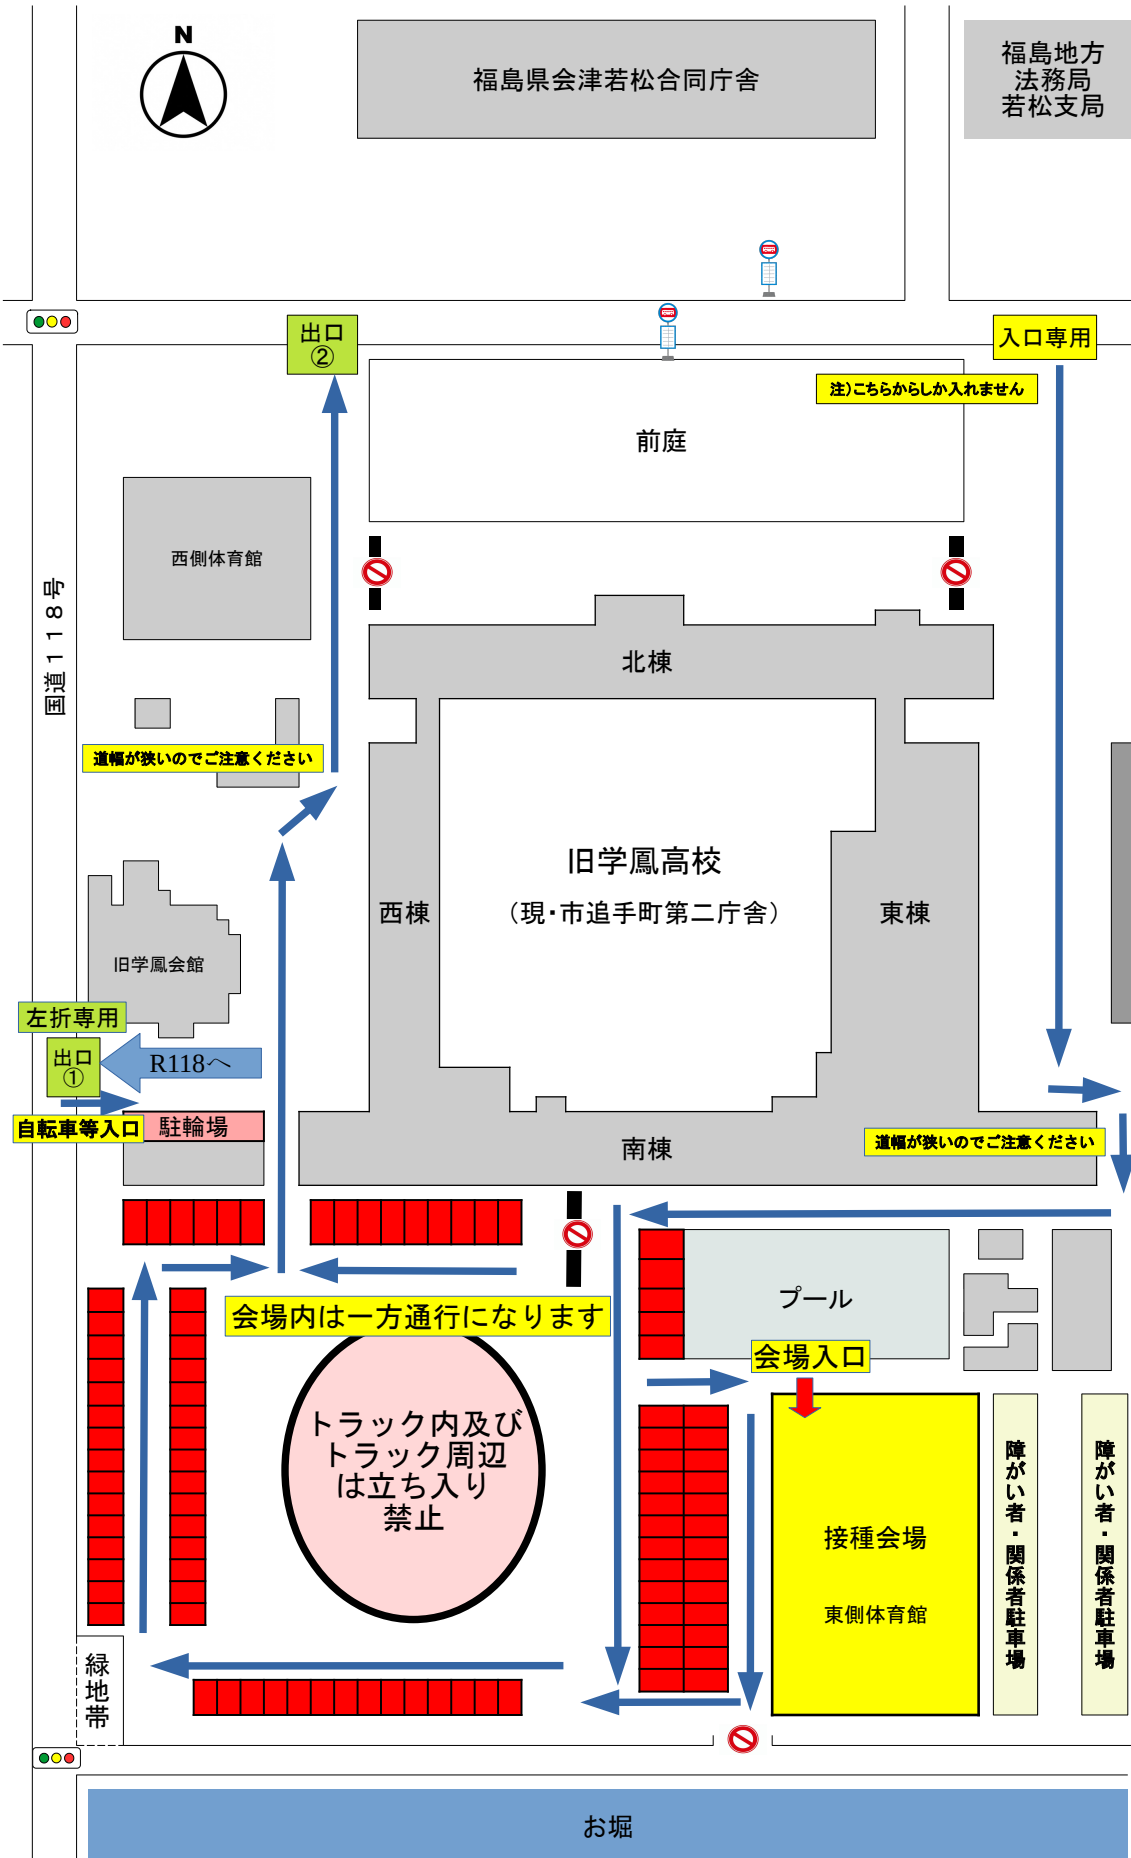 N
福島県会津若松合同庁舎
福島地方
法務局
若松支局
出口
②
入口専用
注)こちらからしか入れません
前庭
西側体育館
国道118号
北棟
道幅が狭いのでご注意ください
旧学鳳高校
(現・市追手町第二庁舎)
西棟
東棟
旧学鳳会館
左折専用
出口
①
R118へ
自転車等入口
駐輪場
南棟
道幅が狭いのでご注意ください
プール
会場内は一方通行になります
会場入口
トラック内及び
トラック周辺
は立ち入り
禁止
接種会場
東側体育館
障がい者・関係者駐車場
障がい者・関係者駐車場
緑地帯
お堀